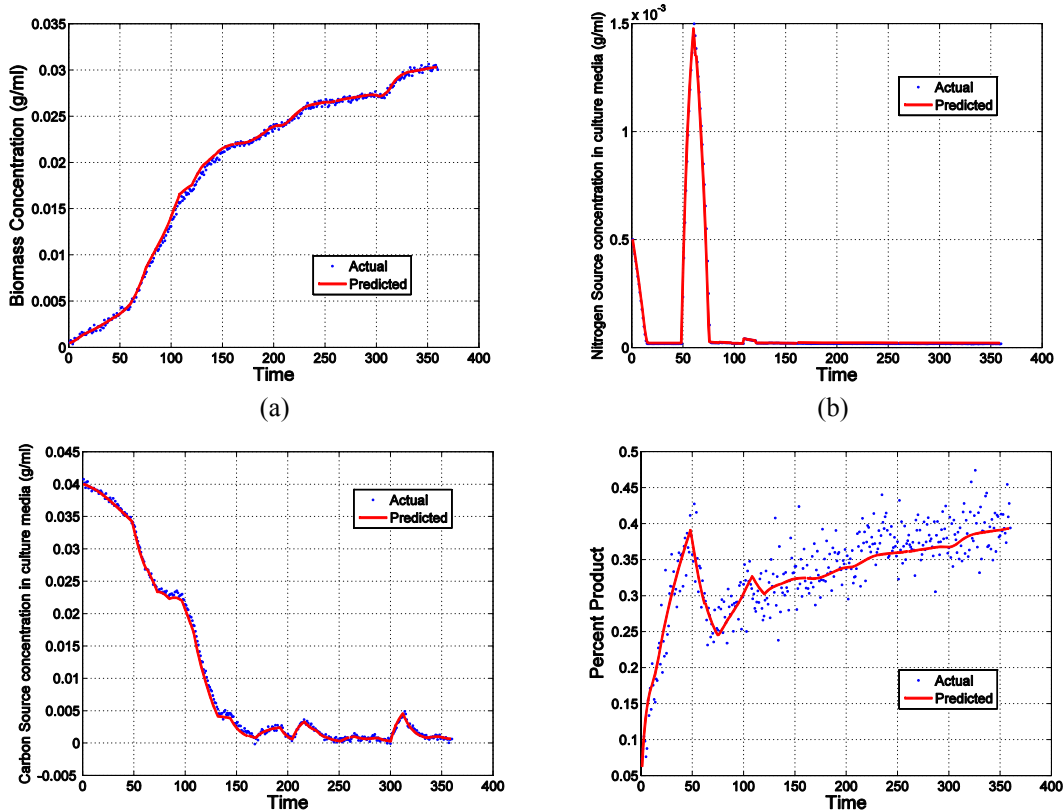 0.035
0.03
0.025
0.02
0.015
0.01
0.005
0
Biomass Concentration (g/ml)
Actual
Predicted
0 50 100 150 200 250 300 350 400
Time
(a)
x 10⁻³
1.5
1
0.5
0
Nitrogen Source concentration in culture media (g/ml)
Actual
Predicted
0 50 100 150 200 250 300 350 400
Time
(b)
0.045
0.04
0.035
0.03
0.025
0.02
0.015
0.01
0.005
0
-0.005
Carbon Source concentration in culture media (g/ml)
Actual
Predicted
0 50 100 150 200 250 300 350 400
Time
0.5
0.45
0.4
0.35
0.3
0.25
0.2
0.15
0.1
0.05
Percent Product
Actual
Predicted
0 50 100 150 200 250 300 350 400
Time